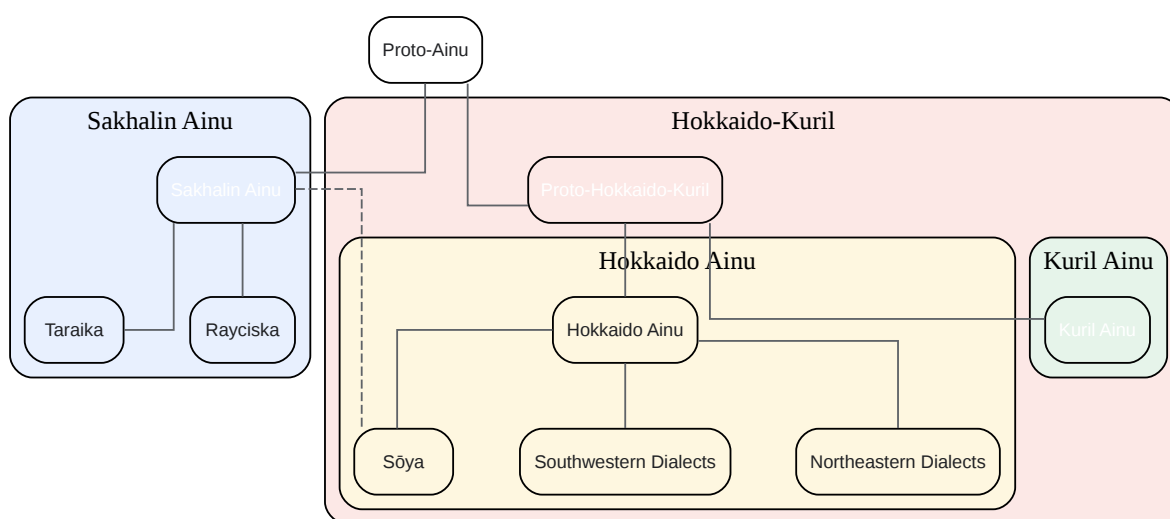 Proto-Ainu
Sakhalin Ainu
Hokkaido-Kuril
Sakhalin Ainu
Proto-Hokkaido-Kuril
Hokkaido Ainu
Kuril Ainu
Taraika
Rayciska
Hokkaido Ainu
Kuril Ainu
Sōya
Southwestern Dialects
Northeastern Dialects